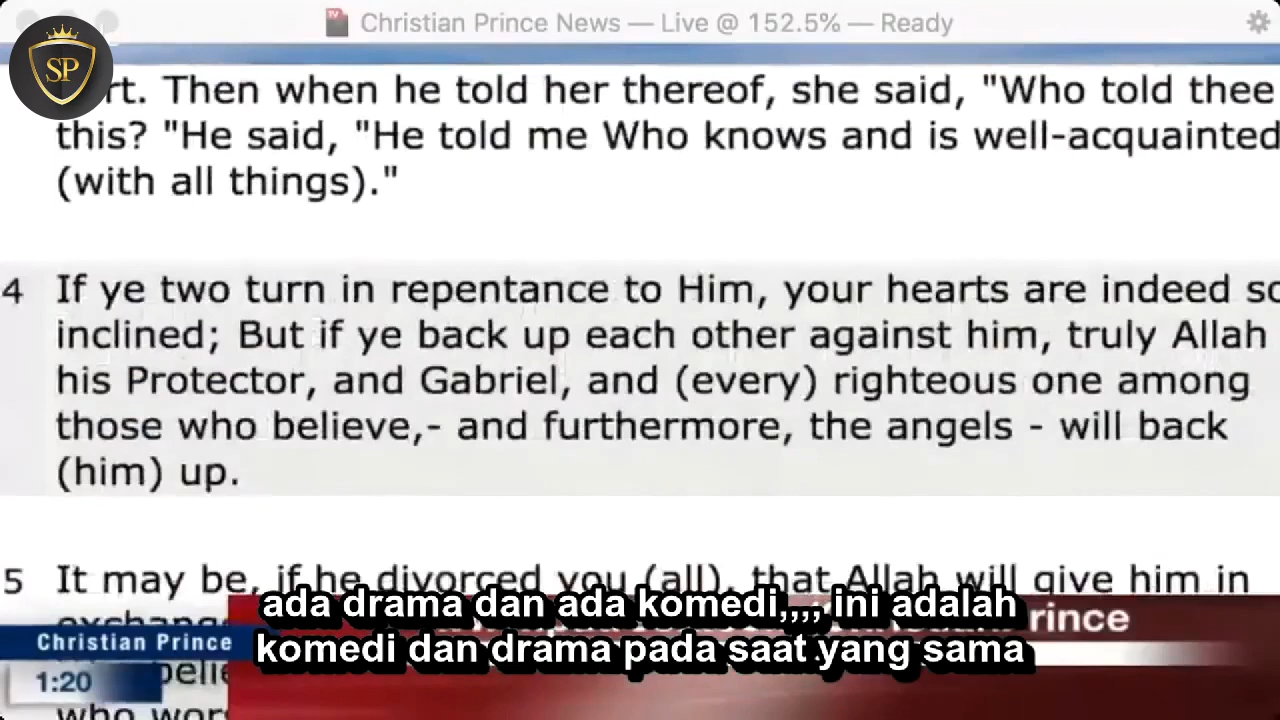 Christian Prince News — Live @ 152.5% — Ready
SP
rt. Then when he told her thereof, she said, "Who told thee
this? "He said, "He told me Who knows and is well-acquainted
(with all things)."
4 If ye two turn in repentance to Him, your hearts are indeed so
inclined; But if ye back up each other against him, truly Allah
his Protector, and Gabriel, and (every) righteous one among
those who believe,- and furthermore, the angels - will back
(him) up.
5 It may be, if he divorced you (all), that Allah will give him in
ada drama dan ada komedi,,,, ini adalah
komedi dan drama pada saat yang sama
Christian Prince
1:20